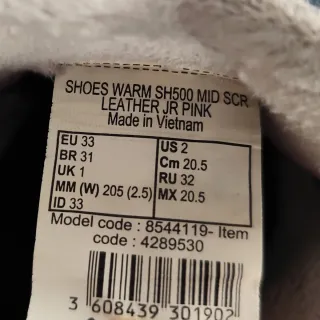 SHOES WARM SH500 MID SCR
LEATHER JR PINK
Made in Vietnam
EU 33
BR 31
UK 1
MM (W) 205 (2.5)
ID 33
US 2
Cm 20.5
RU 32
MX 20.5
Model code : 8544119- Item
code : 4289530
3 608439 301902